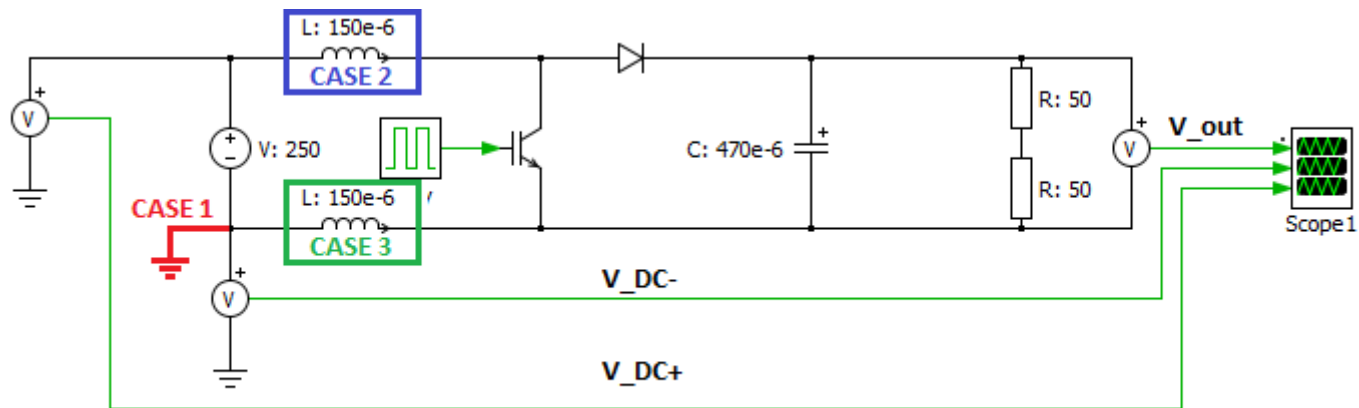 L: 150e-6
CASE 2
V
+
+
-
V: 250
CASE 1
L: 150e-6
CASE 3
V
+
C: 470e-6
+
R: 50
R: 50
+
V
V_out
Scope1
V_DC-
V_DC+